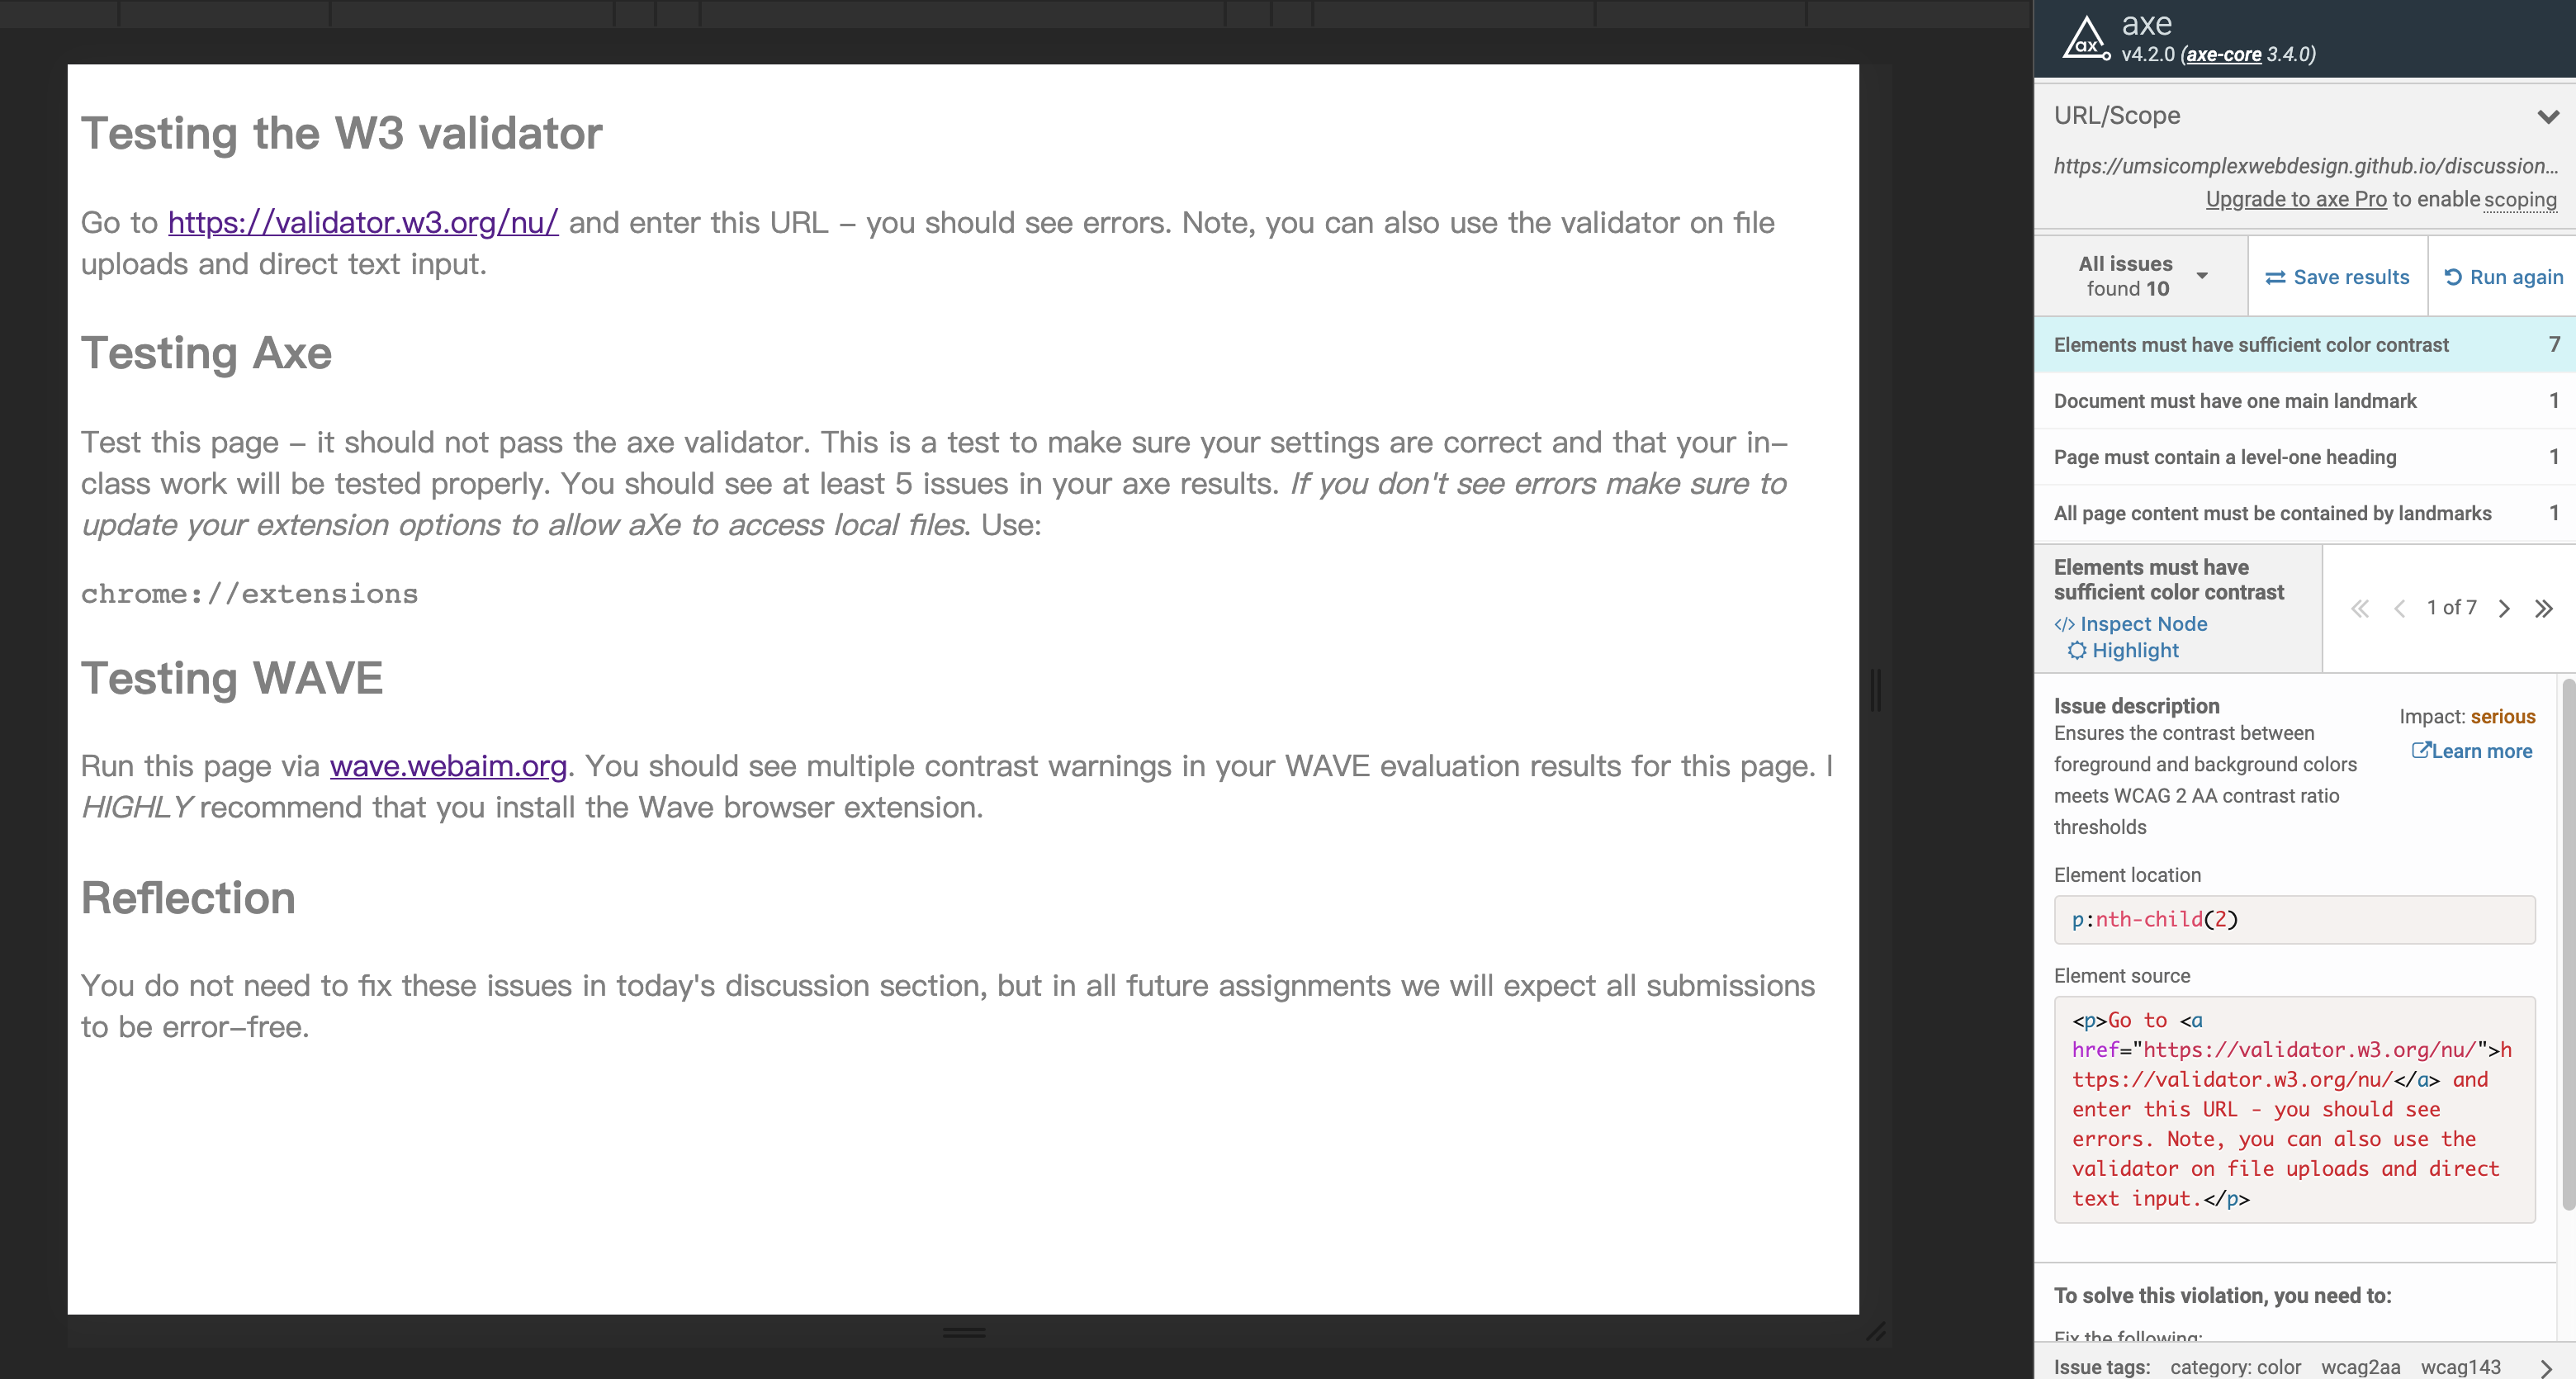 Testing the W3 validator
Go to https://validator.w3.org/nu/ and enter this URL – you should see errors. Note, you can also use the validator on file
uploads and direct text input.
Testing Axe
Test this page – it should not pass the axe validator. This is a test to make sure your settings are correct and that your in–
class work will be tested properly. You should see at least 5 issues in your axe results. If you don't see errors make sure to
update your extension options to allow aXe to access local files. Use:
chrome://extensions
Testing WAVE
Run this page via wave.webaim.org. You should see multiple contrast warnings in your WAVE evaluation results for this page. I
HIGHLY recommend that you install the Wave browser extension.
Reflection
You do not need to fix these issues in today's discussion section, but in all future assignments we will expect all submissions
to be error–free.
ax
axe
v4.2.0 (axe-core 3.4.0)
URL/Scope
https://umsicomplexwebdesign.github.io/discussion...
Upgrade to axe Pro to enable scoping
All issues
found 10
Save results
Run again
Elements must have sufficient color contrast 7
Document must have one main landmark 1
Page must contain a level-one heading 1
All page content must be contained by landmarks 1
Elements must have
sufficient color contrast
</> Inspect Node
Highlight
1 of 7
Issue description
Impact: serious
Ensures the contrast between
Learn more
foreground and background colors
meets WCAG 2 AA contrast ratio
thresholds
Element location
p:nth-child(2)
Element source
<p>Go to <a
href="https://validator.w3.org/nu/">h
ttps://validator.w3.org/nu/</a> and
enter this URL - you should see
errors. Note, you can also use the
validator on file uploads and direct
text input.</p>
To solve this violation, you need to:
Fix the following:
Issue tags: category: color wcag2aa wcag143